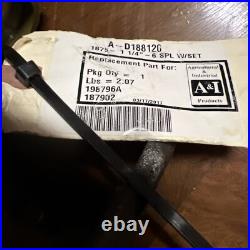 A-D188120
1875- 1 1/4"-6 SPL W/SET
Replacement Part For:
Pkg Qty = 1
Lbs = 2.07
198796A
187902
Agricultural &
Industrial
A&I
Products